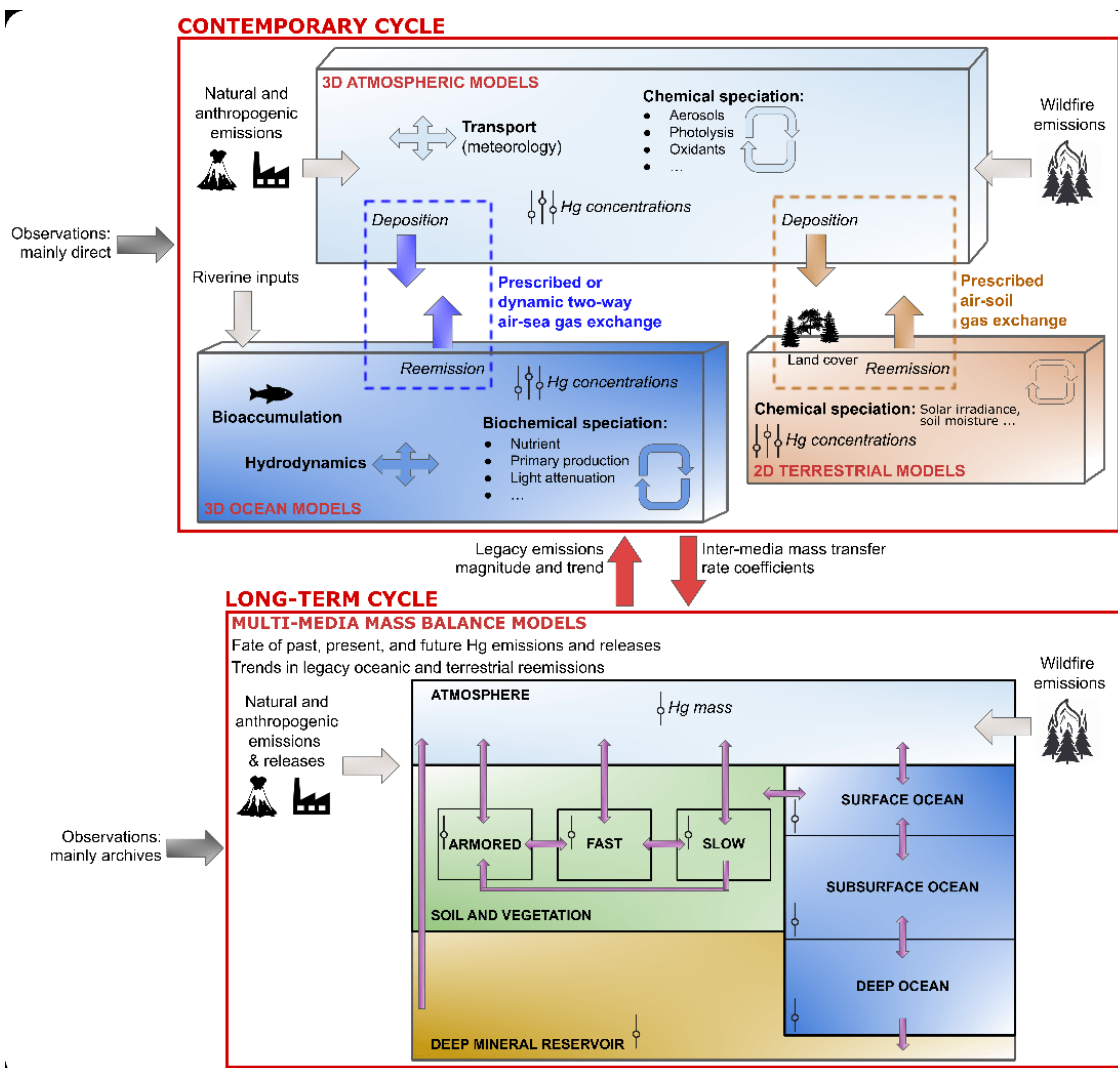 CONTEMPORARY CYCLE
3D ATMOSPHERIC MODELS
Natural and
anthropogenic
emissions
Transport
(meteorology)
Chemical speciation:
● Aerosols
● Photolysis
● Oxidants
● ...
Wildfire
emissions
Hg concentrations
Deposition
Deposition
Observations:
mainly direct
Riverine inputs
Prescribed or
dynamic two-way
air-sea gas exchange
Prescribed
air-soil
gas exchange
Reemission
Hg concentrations
Land cover
Reemission
Bioaccumulation
Biochemical speciation:
● Nutrient
● Primary production
● Light attenuation
● ...
Hydrodynamics
3D OCEAN MODELS
Chemical speciation: Solar irradiance,
soil moisture ...
Hg concentrations
2D TERRESTRIAL MODELS
Legacy emissions
magnitude and trend
Inter-media mass transfer
rate coefficients
LONG-TERM CYCLE
MULTI-MEDIA MASS BALANCE MODELS
Fate of past, present, and future Hg emissions and releases
Trends in legacy oceanic and terrestrial reemissions
Natural and
anthropogenic
emissions
& releases
ATMOSPHERE
Hg mass
Wildfire
emissions
ARMORED
FAST
SLOW
SURFACE OCEAN
Observations:
mainly archives
SUBSURFACE OCEAN
SOIL AND VEGETATION
DEEP OCEAN
DEEP MINERAL RESERVOIR